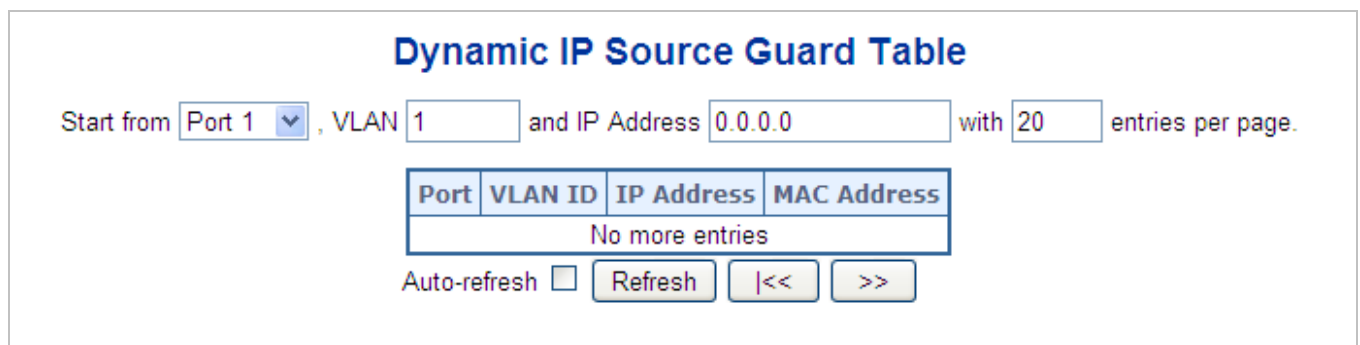 Dynamic IP Source Guard Table
Start from Port 1 , VLAN 1 and IP Address 0.0.0.0 with 20 entries per page.
Port VLAN ID IP Address MAC Address
No more entries
Auto-refresh Refresh |<< >>